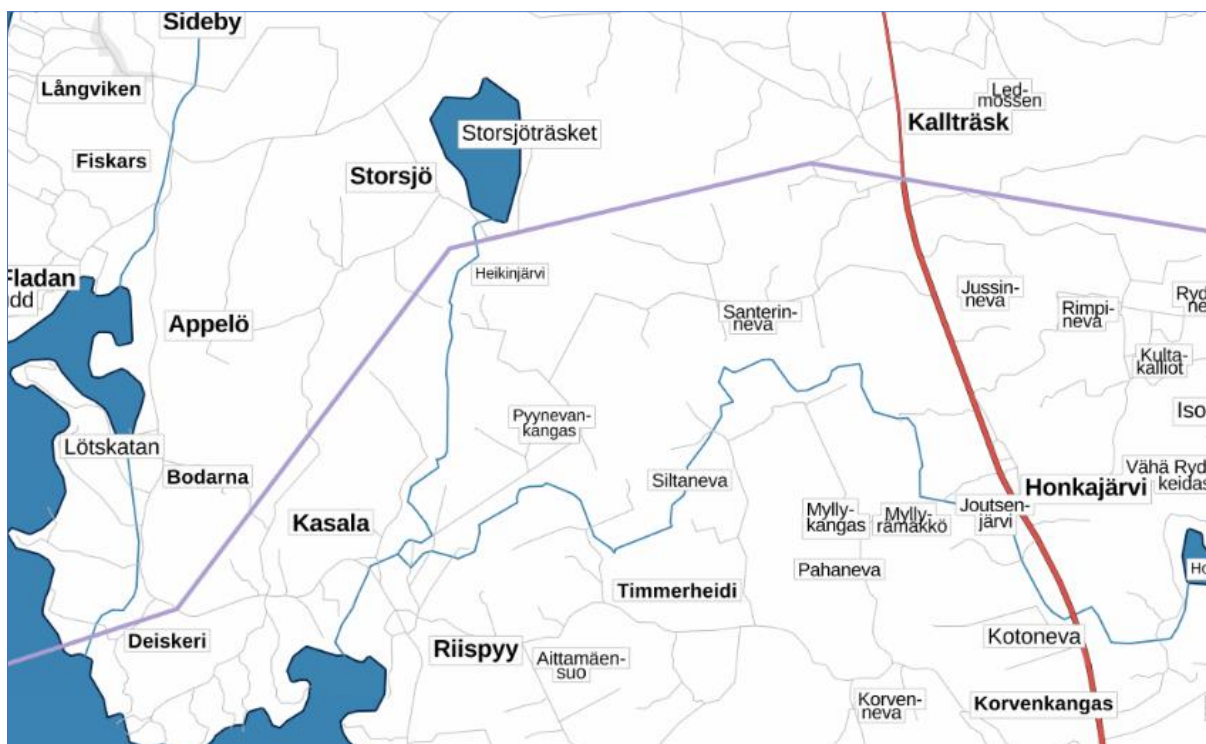 Sideby
Långviken
Led-
mossen
Kallträsk
Storsjöträsket
Fiskars
Storsjö
Heikinjärvi
Fladan
Jussin-
neva
Rimpi-
neva
Santerin-
neva
Appelö
Kulta-
kalliot
Pyynevan-
kangas
Lötskatan
Bodarna
Siltaneva
Vähä Ryd
keidas
Honkajärvi
Joutsen-
järvi
Mylly-
kangas
Mylly-
rämäkkö
Kasala
Pahaneva
Timmerheidi
Deiskeri
Kotoneva
Riispyy
Aittamäen-
suo
Korven-
neva
Korvenkangas